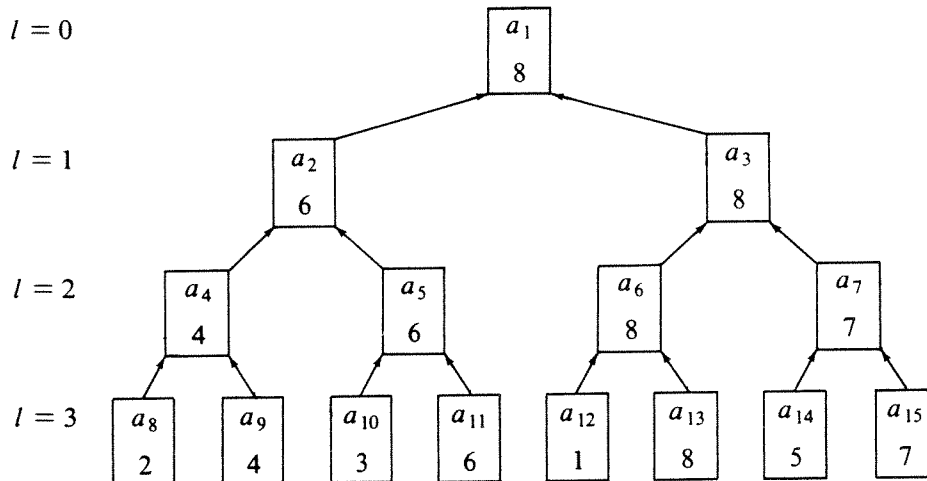 l = 0
a₁
8
l = 1
a₂
a₃
6
8
l = 2
a₄
a₅
a₆
a₇
4
6
8
7
l = 3
a₈
a₉
a₁₀
a₁₁
a₁₂
a₁₃
a₁₄
a₁₅
2
4
3
6
1
8
5
7